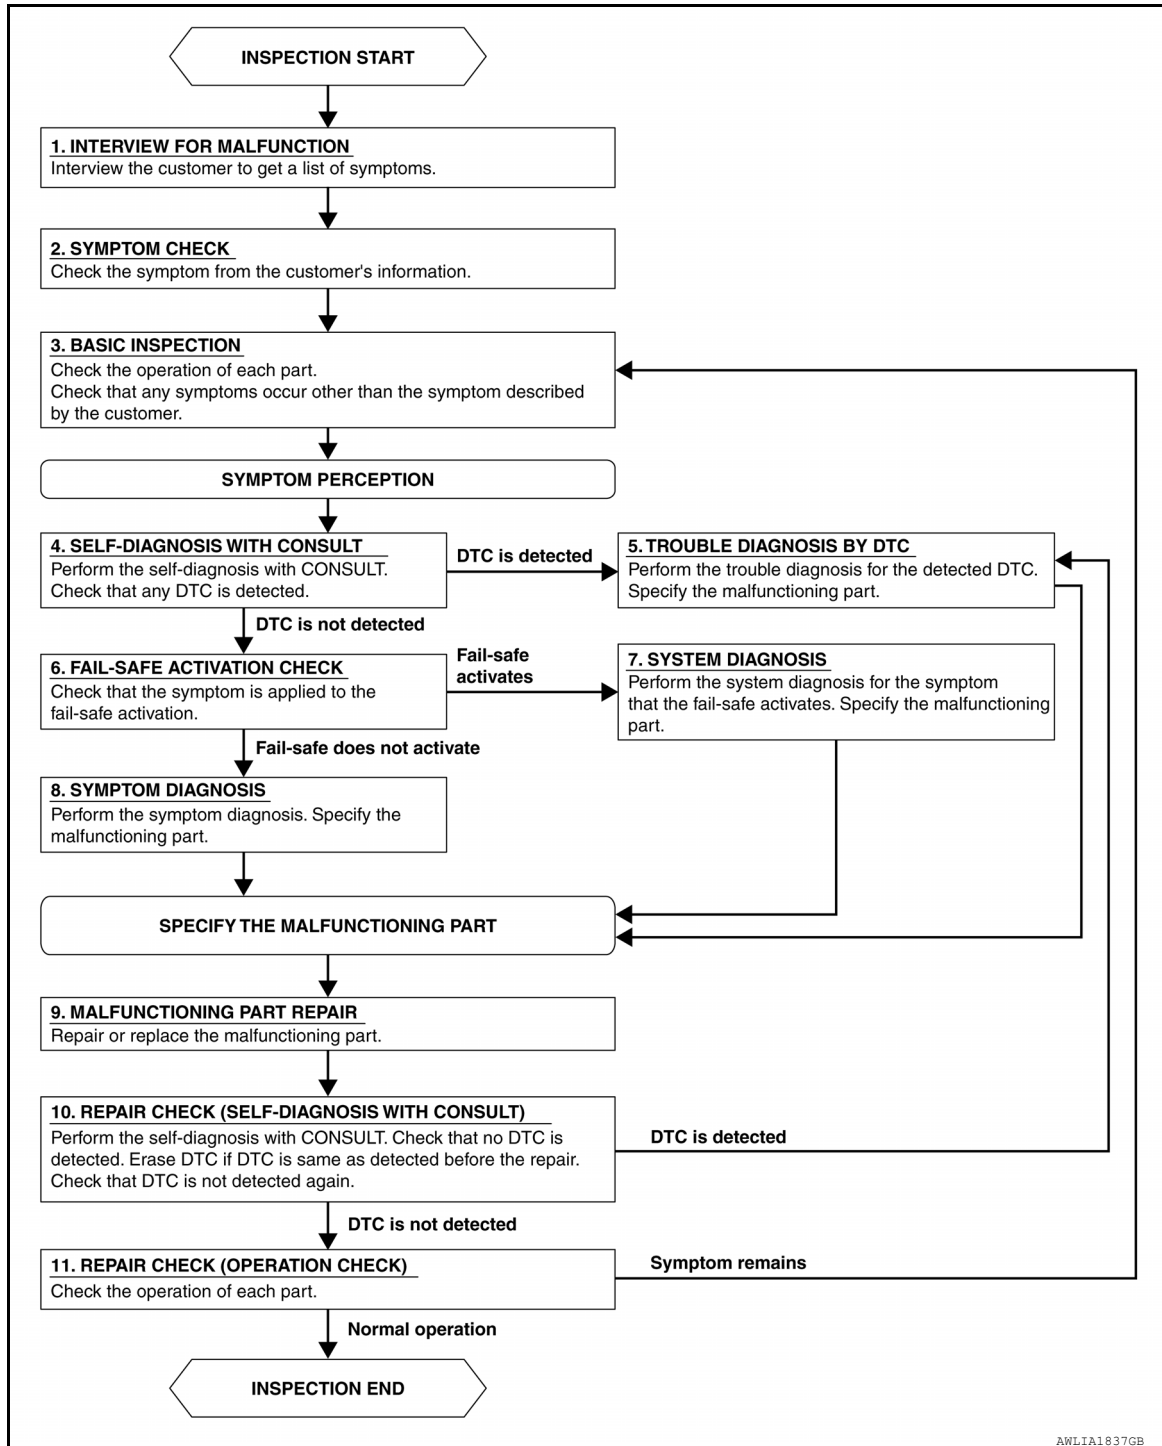 INSPECTION START
1. INTERVIEW FOR MALFUNCTION
Interview the customer to get a list of symptoms.
2. SYMPTOM CHECK
Check the symptom from the customer's information.
3. BASIC INSPECTION
Check the operation of each part.
Check that any symptoms occur other than the symptom described
by the customer.
SYMPTOM PERCEPTION
4. SELF-DIAGNOSIS WITH CONSULT
Perform the self-diagnosis with CONSULT.
Check that any DTC is detected.
DTC is detected
5. TROUBLE DIAGNOSIS BY DTC
Perform the trouble diagnosis for the detected DTC.
Specify the malfunctioning part.
DTC is not detected
6. FAIL-SAFE ACTIVATION CHECK
Check that the symptom is applied to the
fail-safe activation.
Fail-safe
activates
7. SYSTEM DIAGNOSIS
Perform the system diagnosis for the symptom
that the fail-safe activates. Specify the malfunctioning
part.
Fail-safe does not activate
8. SYMPTOM DIAGNOSIS
Perform the symptom diagnosis. Specify the
malfunctioning part.
SPECIFY THE MALFUNCTIONING PART
9. MALFUNCTIONING PART REPAIR
Repair or replace the malfunctioning part.
10. REPAIR CHECK (SELF-DIAGNOSIS WITH CONSULT)
Perform the self-diagnosis with CONSULT. Check that no DTC is
detected. Erase DTC if DTC is same as detected before the repair.
Check that DTC is not detected again.
DTC is detected
DTC is not detected
11. REPAIR CHECK (OPERATION CHECK)
Check the operation of each part.
Symptom remains
Normal operation
INSPECTION END
AWLIA1837GB